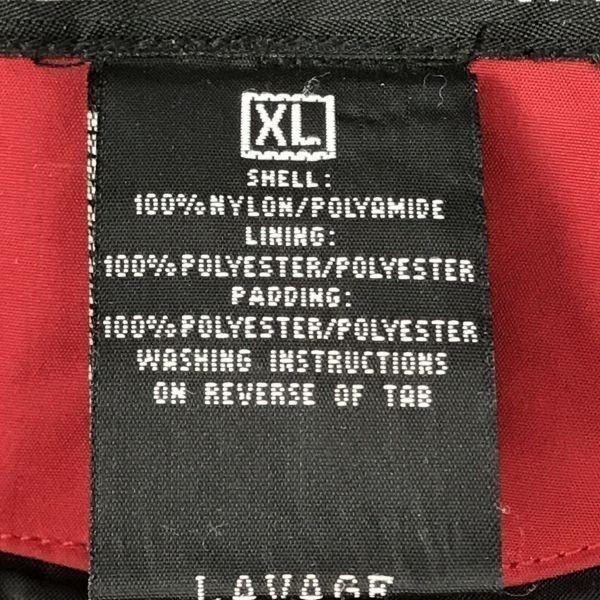 XL
SHELL:
100%NYLON/POLYAMIDE
LINING:
100%POLYESTER/POLYESTER
PADDING:
100%POLYESTER/POLYESTER
WASHING INSTRUCTIONS
ON REVERSE OF TAB
LAVAGE